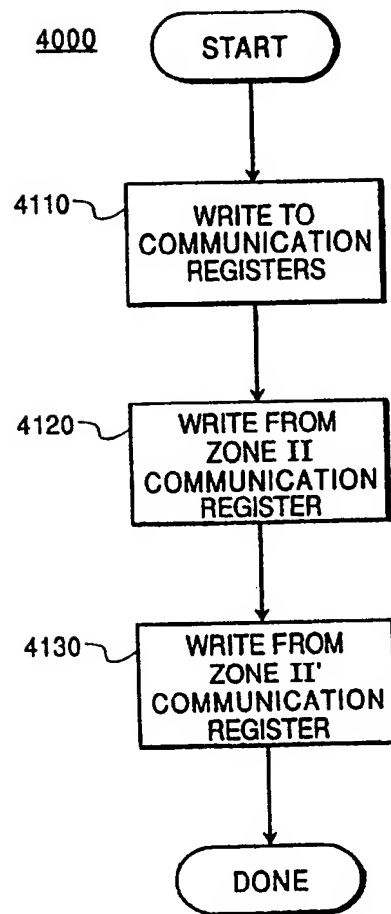 4000
START
4110
WRITE TO
COMMUNICATION
REGISTERS
4120
WRITE FROM
ZONE II
COMMUNICATION
REGISTER
4130
WRITE FROM
ZONE II'
COMMUNICATION
REGISTER
DONE